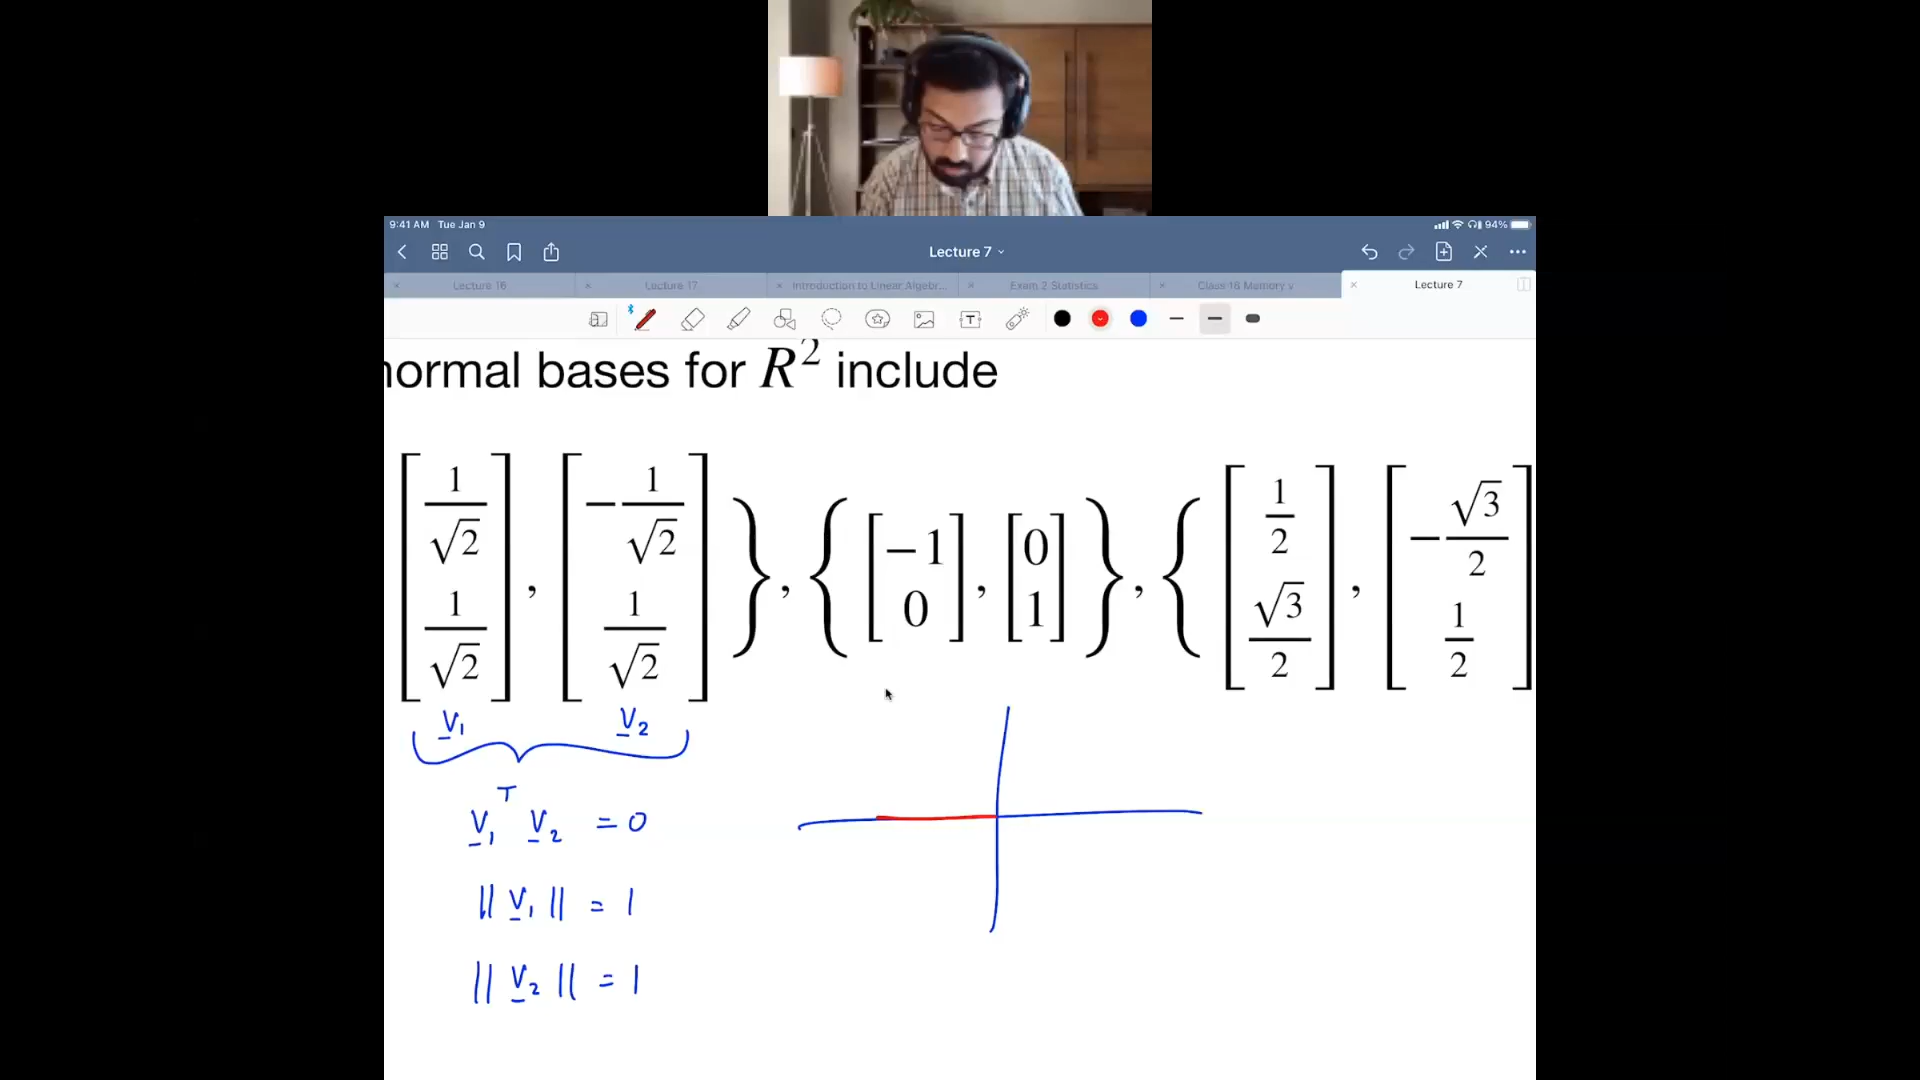 9:41 AM Tue Jan 9 94%
Lecture 7
Lecture 16 Lecture 17 Introduction to Linear Algebr... Exam 2 Statistics Class 18 Memory v Lecture 7
normal bases for R² include
[1/√2, 1/√2], [-1/√2, 1/√2] }, { [-1, 0], [0, 1] }, { [1/2, √3/2], [-√3/2, 1/2]
v₁ v₂
v₁ᵀ v₂ = 0
|| v₁ || = 1
|| v₂ || = 1